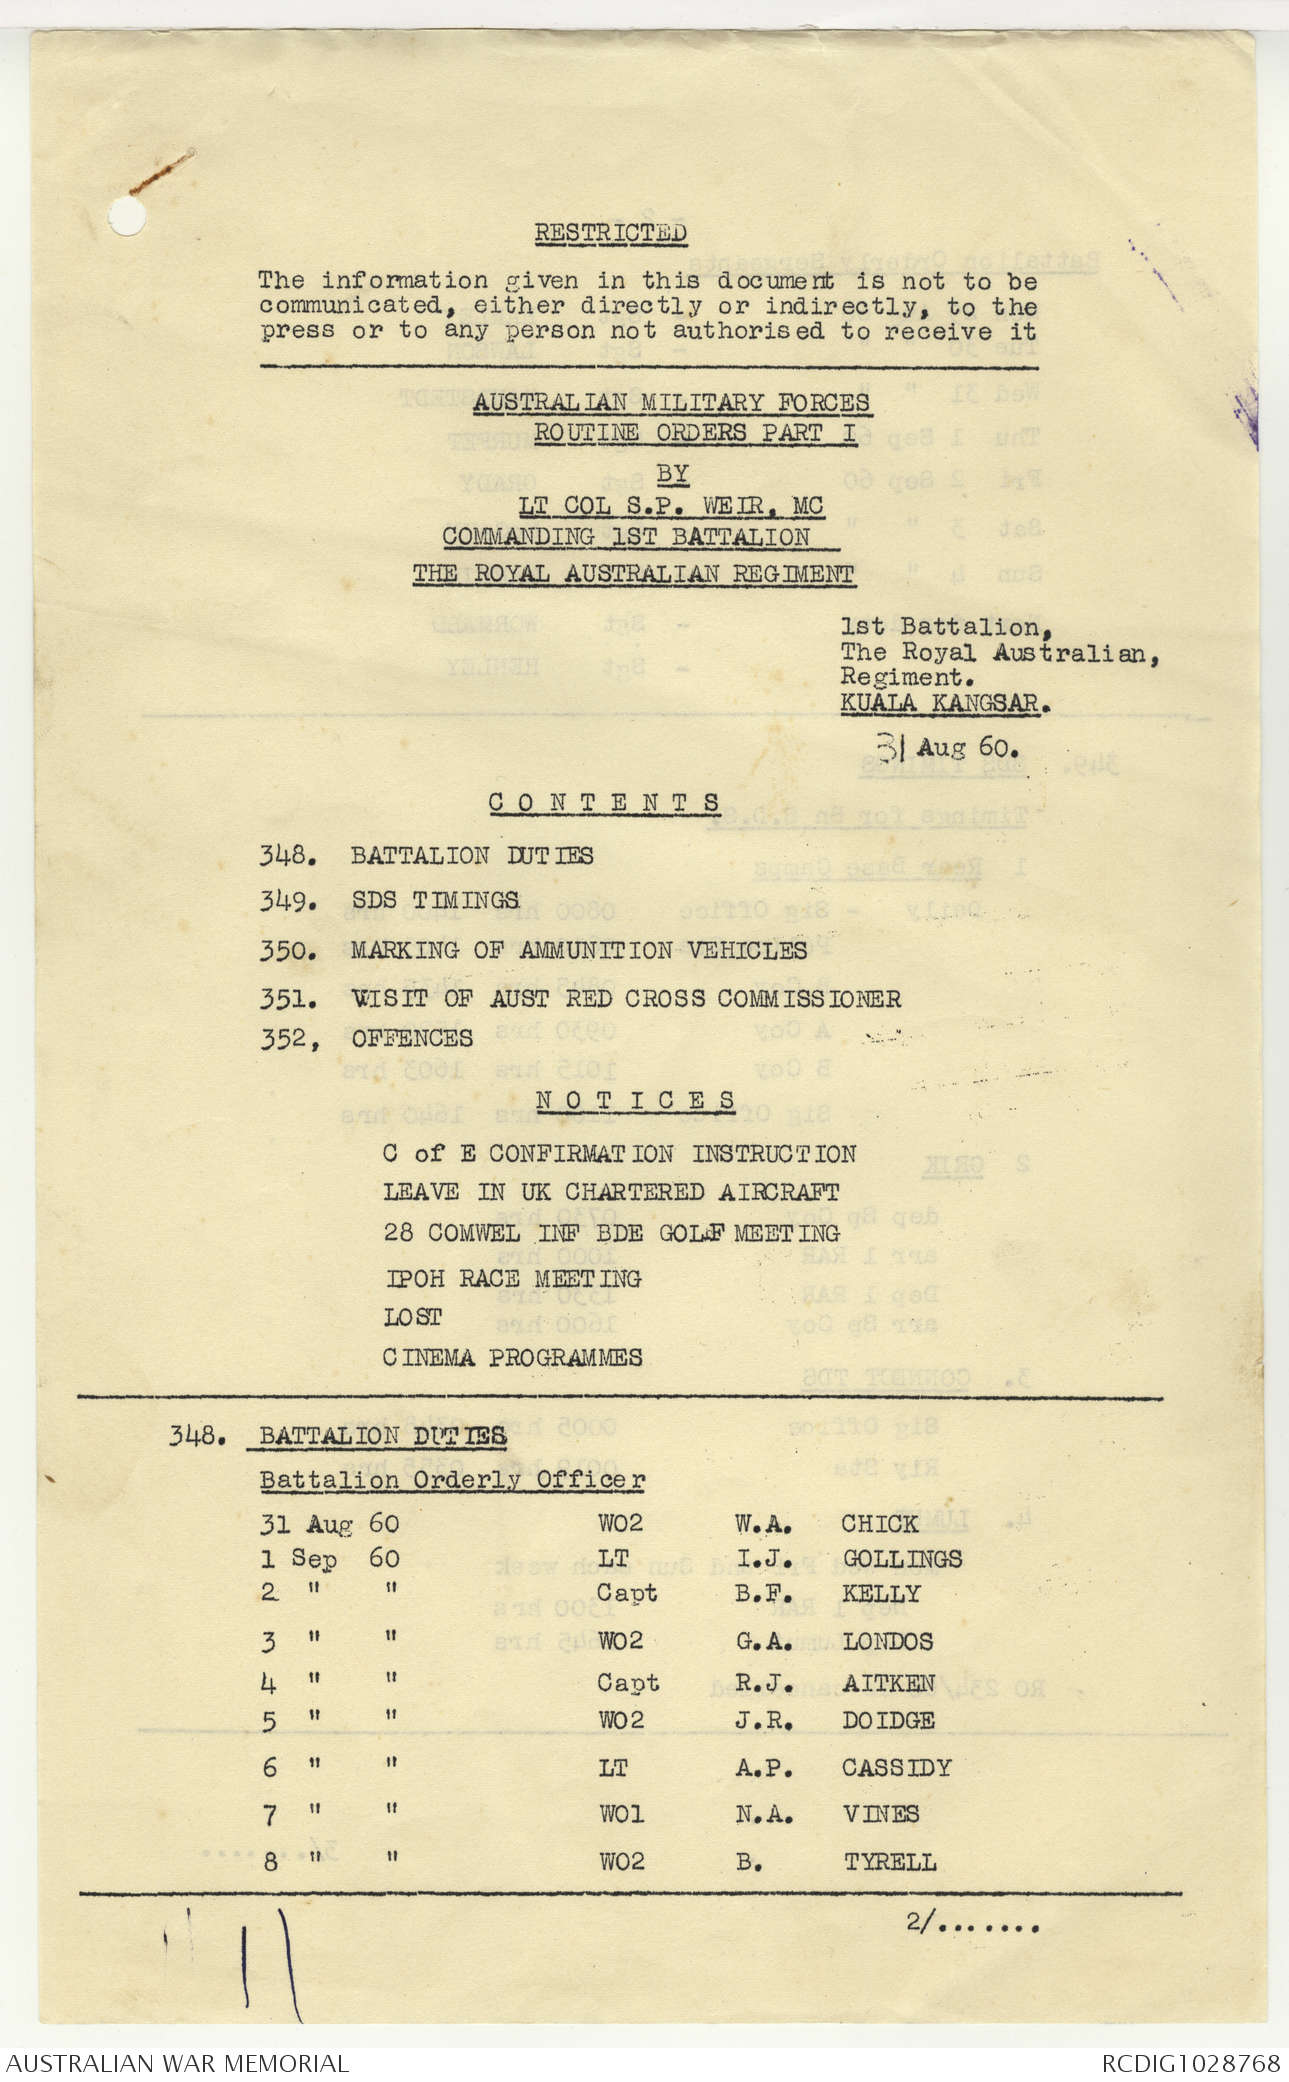 RESTRICTED
The information given in this document is not to be
communicated, either directly or indirectly, to the
press or to any person not authorised to receive it
AUSTRALIAN MILITARY FORCES
ROUTINE ORDERS PART I
BY
LT COL S.P. WEIR, MC
COMMANDING 1ST BATTALION
THE ROYAL AUSTRALIAN REGIMENT
1st Battalion,
The Royal Australian,
Regiment.
KUALA KANGSAR.
31 Aug 60.
C O N T E N T S
348. BATTALION DUTIES
349. SDS TIMINGS
350. MARKING OF AMMUNITION VEHICLES
351. VISIT OF AUST RED CROSS COMMISSIONER
352, OFFENCES
N O T I C E S
C of E CONFIRMATION INSTRUCTION
LEAVE IN UK CHARTERED AIRCRAFT
28 COMWEL INF BDE GOLF MEETING
IPOH RACE MEETING
LOST
CINEMA PROGRAMMES
348. BATTALION DUTIES
Battalion Orderly Officer
31 Aug 60 WO2 W.A. CHICK
1 Sep 60 LT I.J. GOLLINGS
2 " " Capt B.F. KELLY
3 " " WO2 G.A. LONDOS
4 " " Capt R.J. AITKEN
5 " " WO2 J.R. DOIDGE
6 " " LT A.P. CASSIDY
7 " " WO1 N.A. VINES
8 " " WO2 B. TYRELL
2/.......
AUSTRALIAN WAR MEMORIAL RCDIG1028768